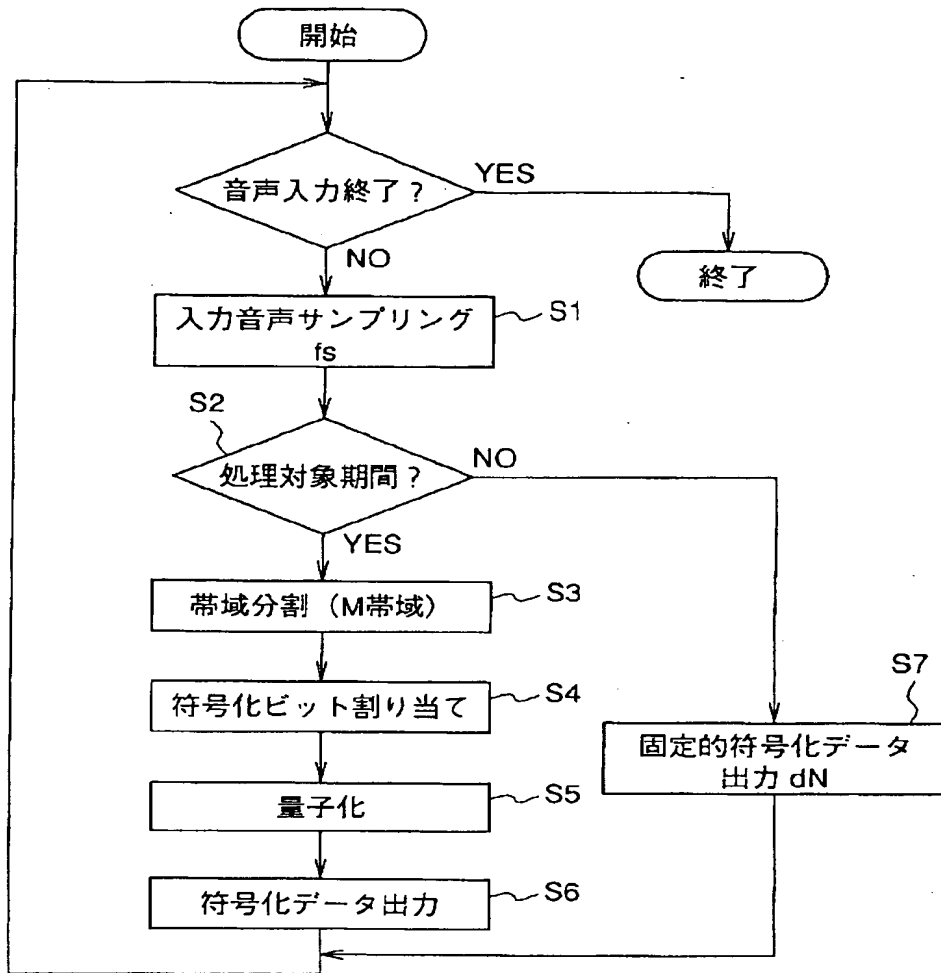 開始
音声入力終了?
YES
NO
終了
入力音声サンプリング
fs
S1
S2
処理対象期間?
NO
YES
帯域分割 (M帯域)
S3
符号化ビット割り当て
S4
S7
固定的符号化データ
出力 dN
量子化
S5
符号化データ出力
S6